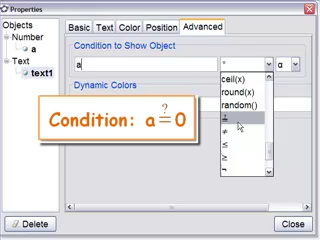 Properties
Objects
Number
a
Text
text1
Basic Text Color Position Advanced
Condition to Show Object
a ° α
ceil(x)
round(x)
random()
≟
≠
≤
≥
Dynamic Colors
Condition: a ≟ 0
Delete
Close